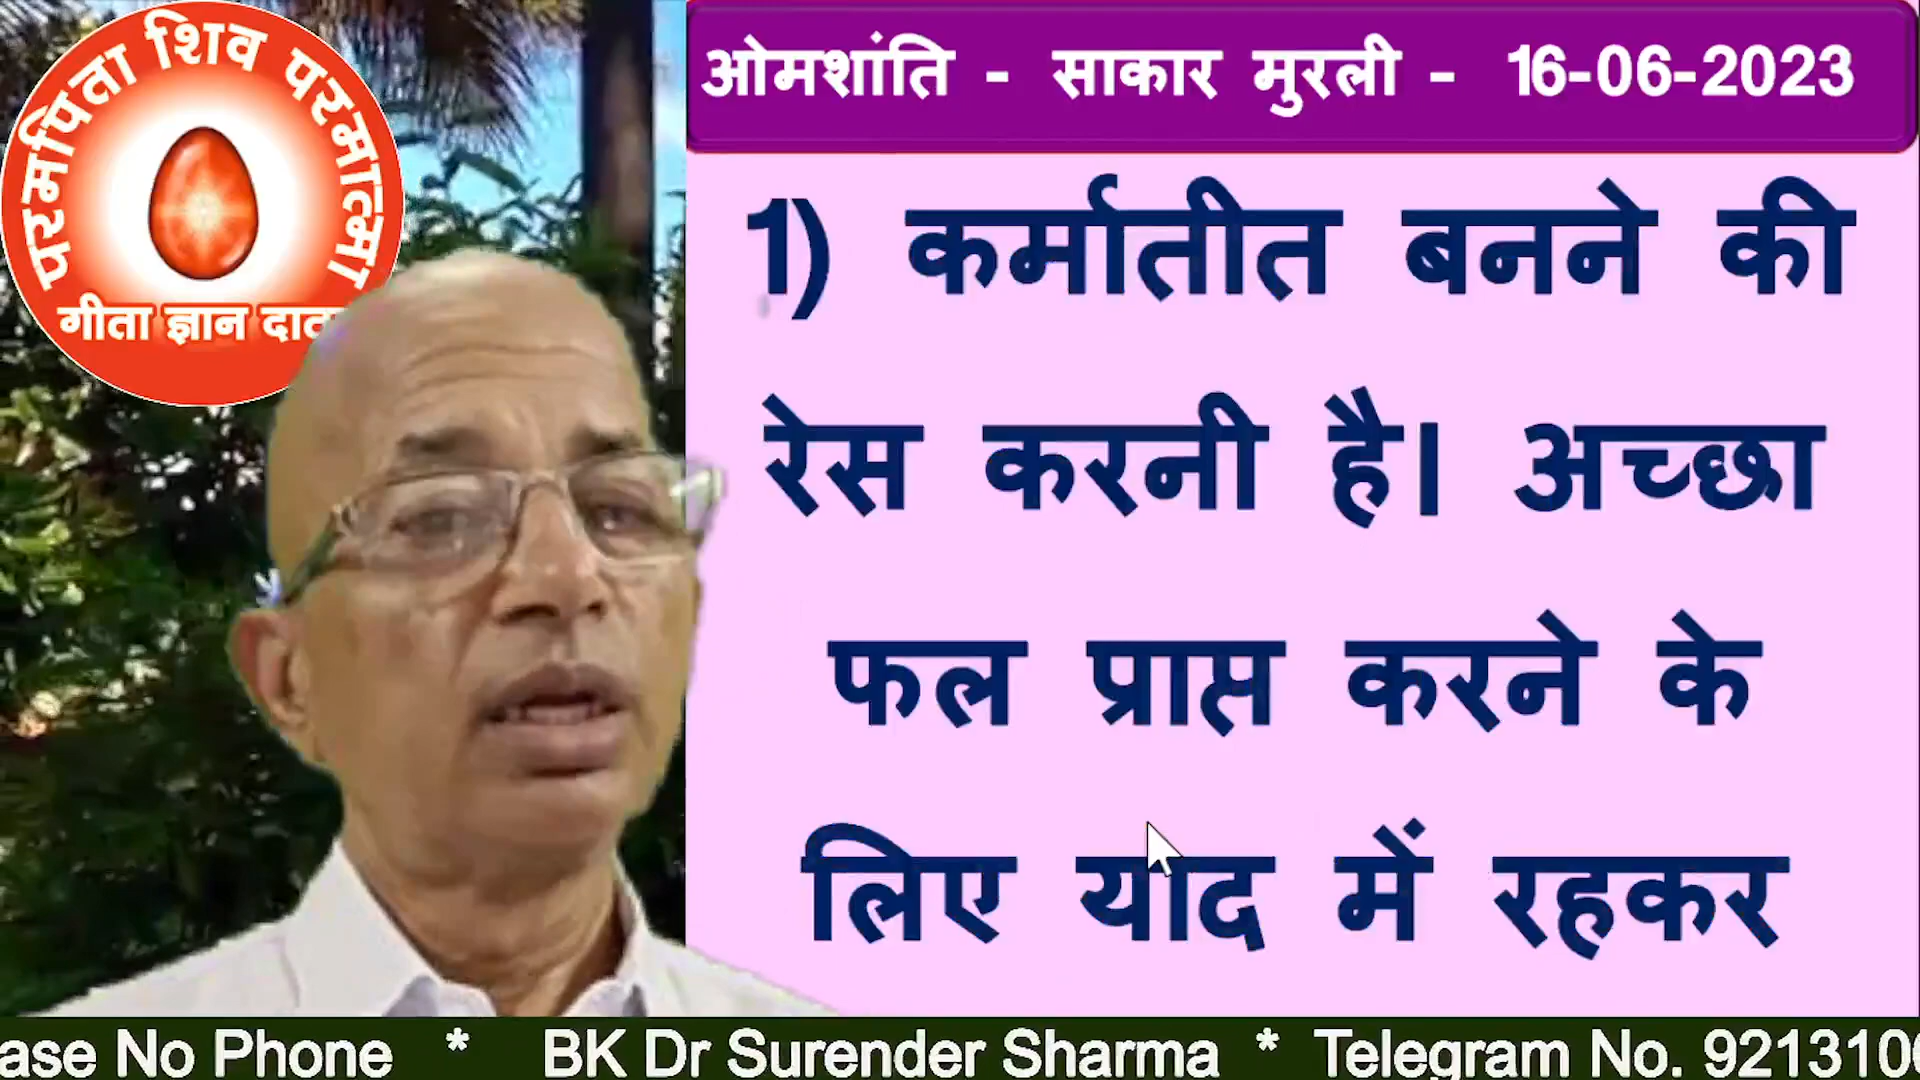 परमपिता शिव परमात्मा
गीता ज्ञान
ओमशांति - साकार मुरली - 16-06-2023
1) कर्मातीत बनने की
रेस करनी है। अच्छा
फल प्राप्त करने के
लिए याद में रहकर
ase No Phone * BK Dr Surender Sharma * Telegram No. 921310